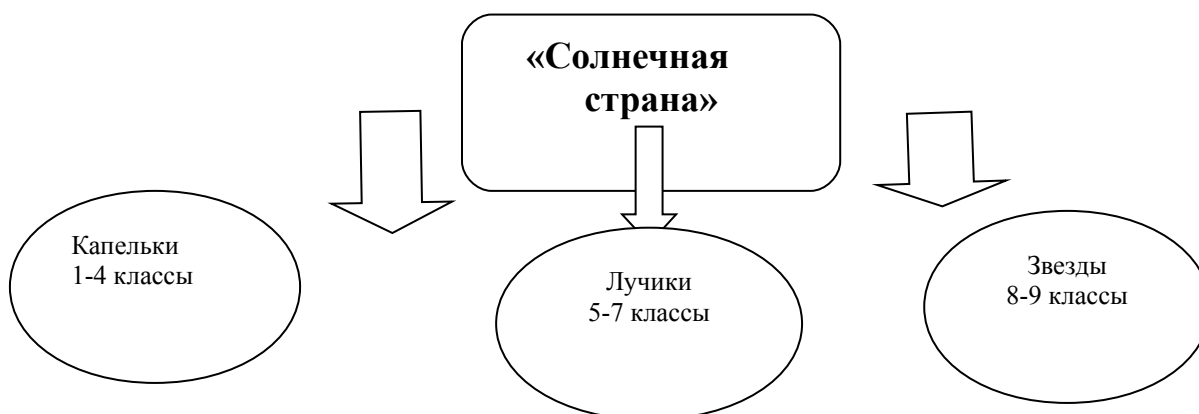 «Солнечная
страна»
Капельки
1-4 классы
Лучики
5-7 классы
Звезды
8-9 классы